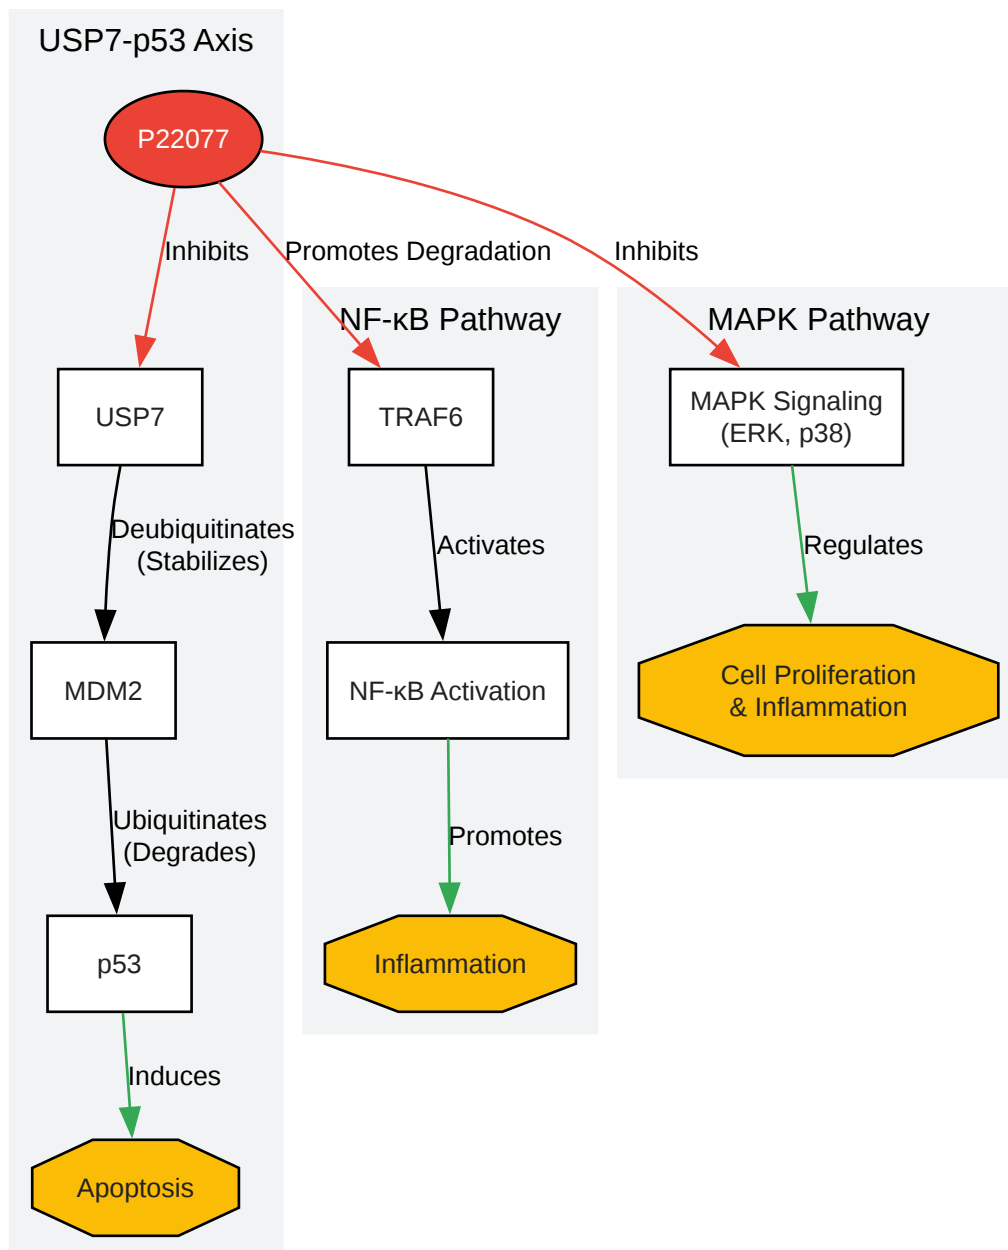 USP7-p53 Axis
P22077
Inhibits
Promotes Degradation
Inhibits
NF-κB Pathway
MAPK Pathway
USP7
TRAF6
MAPK Signaling
(ERK, p38)
Deubiquitinates
(Stabilizes)
Activates
Regulates
MDM2
NF-κB Activation
Cell Proliferation
& Inflammation
Ubiquitinates
(Degrades)
Promotes
p53
Inflammation
Induces
Apoptosis